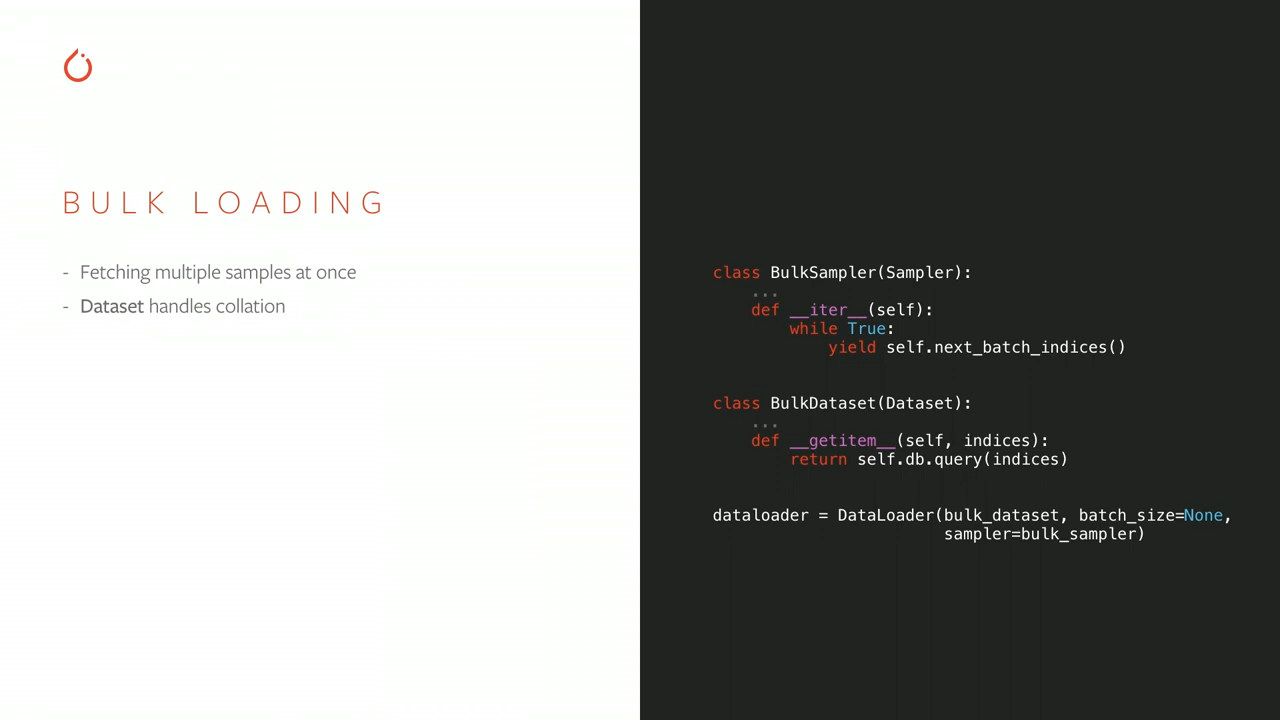 BULK LOADING
- Fetching multiple samples at once
- Dataset handles collation
class BulkSampler(Sampler):
    ...
    def __iter__(self):
        while True:
            yield self.next_batch_indices()
class BulkDataset(Dataset):
    ...
    def __getitem__(self, indices):
        return self.db.query(indices)
dataloader = DataLoader(bulk_dataset, batch_size=None,
                        sampler=bulk_sampler)